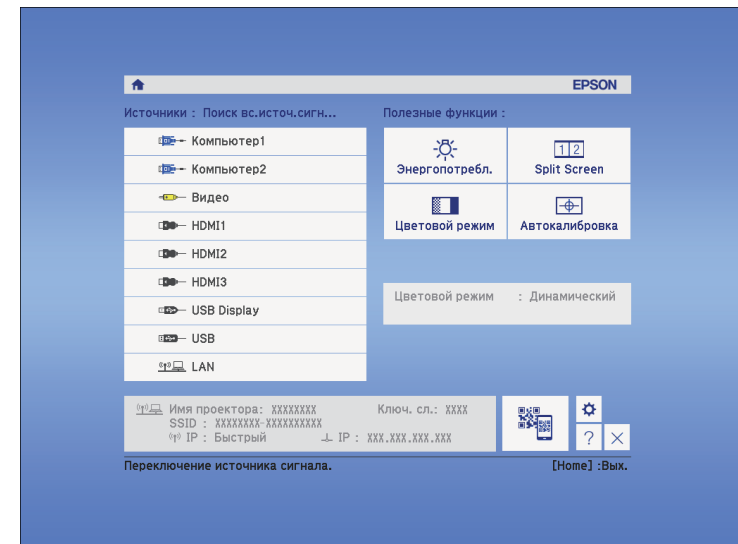 EPSON
Источники : Поиск вс.источ.сигн...
Компьютер1
Компьютер2
Видео
HDMI1
HDMI2
HDMI3
USB Display
USB
LAN
Полезные функции :
Энергопотребл.
1 2
Split Screen
Цветовой режим
Автокалибровка
Цветовой режим : Динамический
Имя проектора: XXXXXXXX Ключ. сл.: XXXX
SSID : XXXXXXXX-XXXXXXXXXX
IP : Быстрый IP : XXX.XXX.XXX.XXX
?
Переключение источника сигнала. [Home] :Вых.